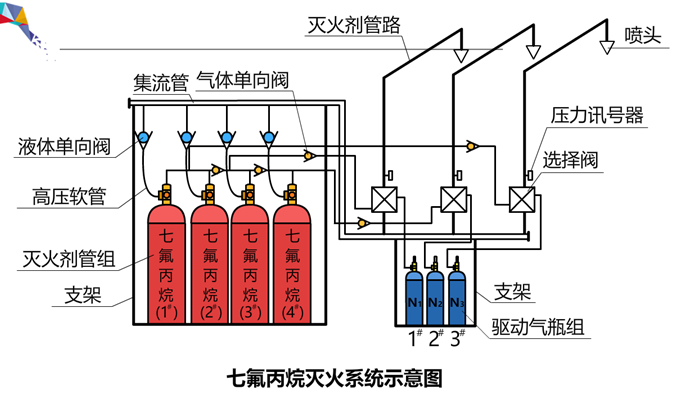 灭火剂管路
喷头
集流管
气体单向阀
压力讯号器
液体单向阀
选择阀
高压软管
灭火剂管组
支架
七氟丙烷(1#)
七氟丙烷(2#)
七氟丙烷(3#)
七氟丙烷(4#)
N1
N2
N3
支架
驱动气瓶组
1# 2# 3#
七氟丙烷灭火系统示意图